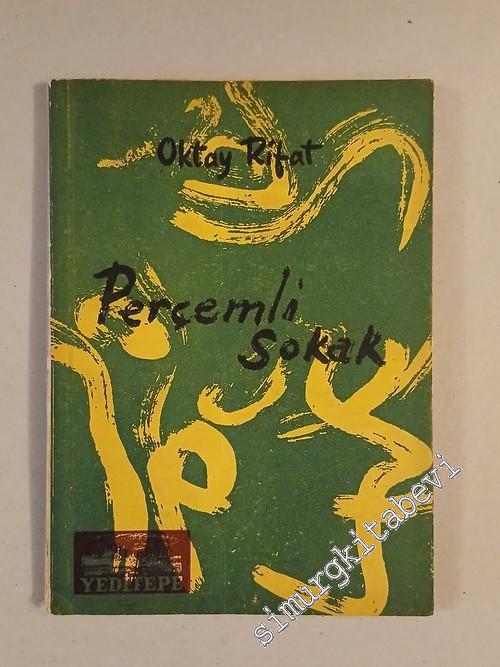 Oktay Rifat
Perçemli
Sokak
YEDİTEPE
simurgkitabevi